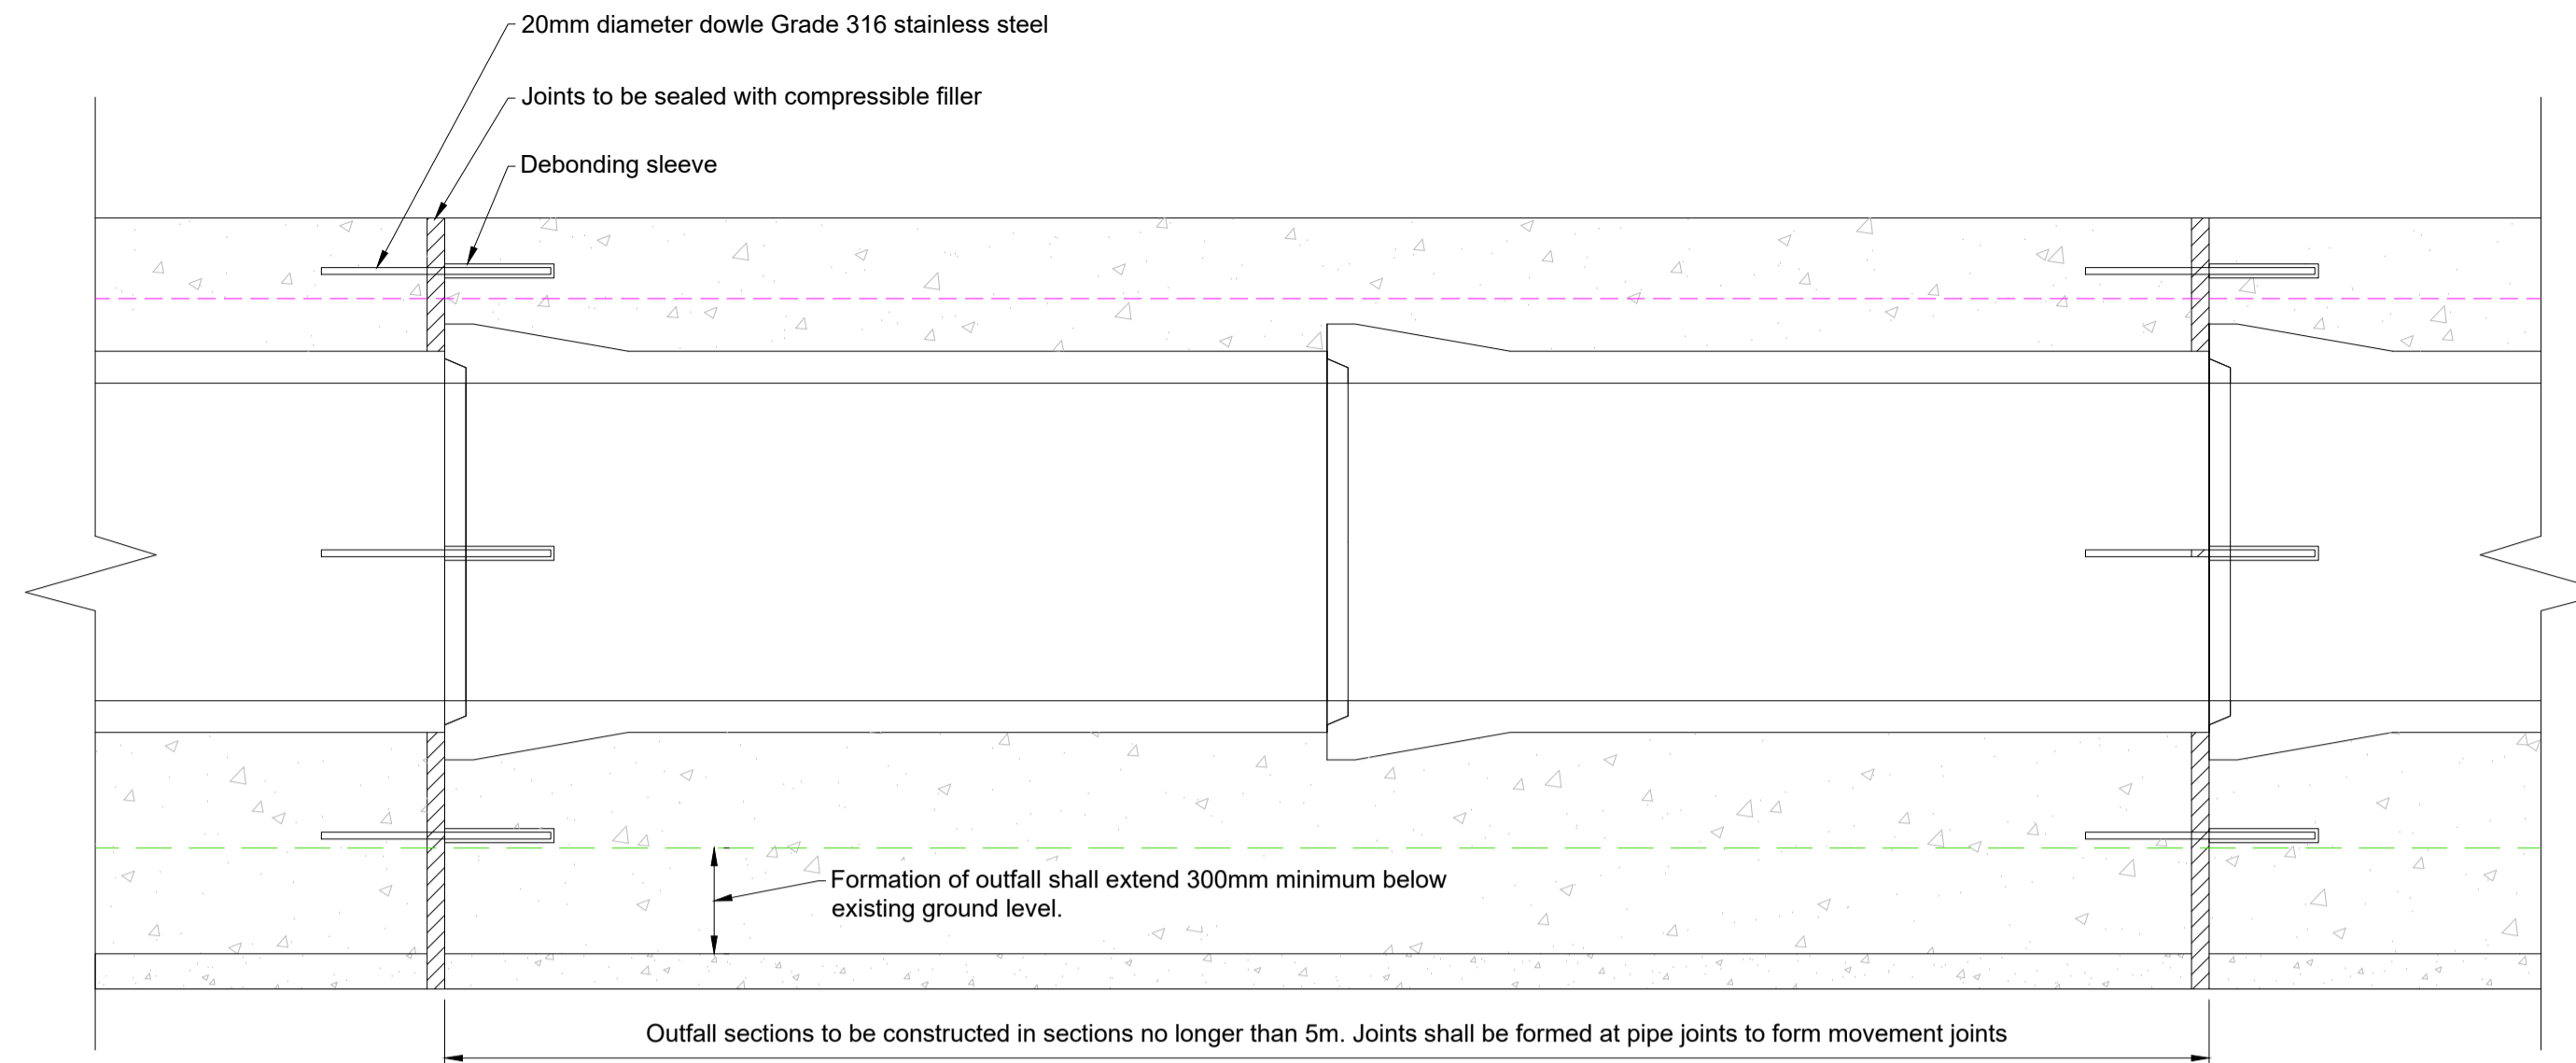 20mm diameter dowle Grade 316 stainless steel
Joints to be sealed with compressible filler
Debonding sleeve
Formation of outfall shall extend 300mm minimum below
existing ground level.
Outfall sections to be constructed in sections no longer than 5m. Joints shall be formed at pipe joints to form movement joints